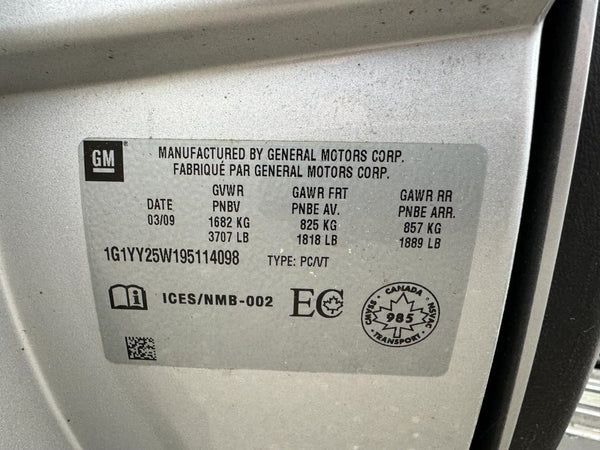 GM
MANUFACTURED BY GENERAL MOTORS CORP.
FABRIQUÉ PAR GENERAL MOTORS CORP.
GVWR GAWR FRT GAWR RR
DATE PNBV PNBE AV. PNBE ARR.
03/09 1682 KG 825 KG 857 KG
3707 LB 1818 LB 1889 LB
1G1YY25W195114098 TYPE: PC/VT
ICES/NMB-002 EC
CANADA
CMVSS NSVAC
985
TRANSPORT